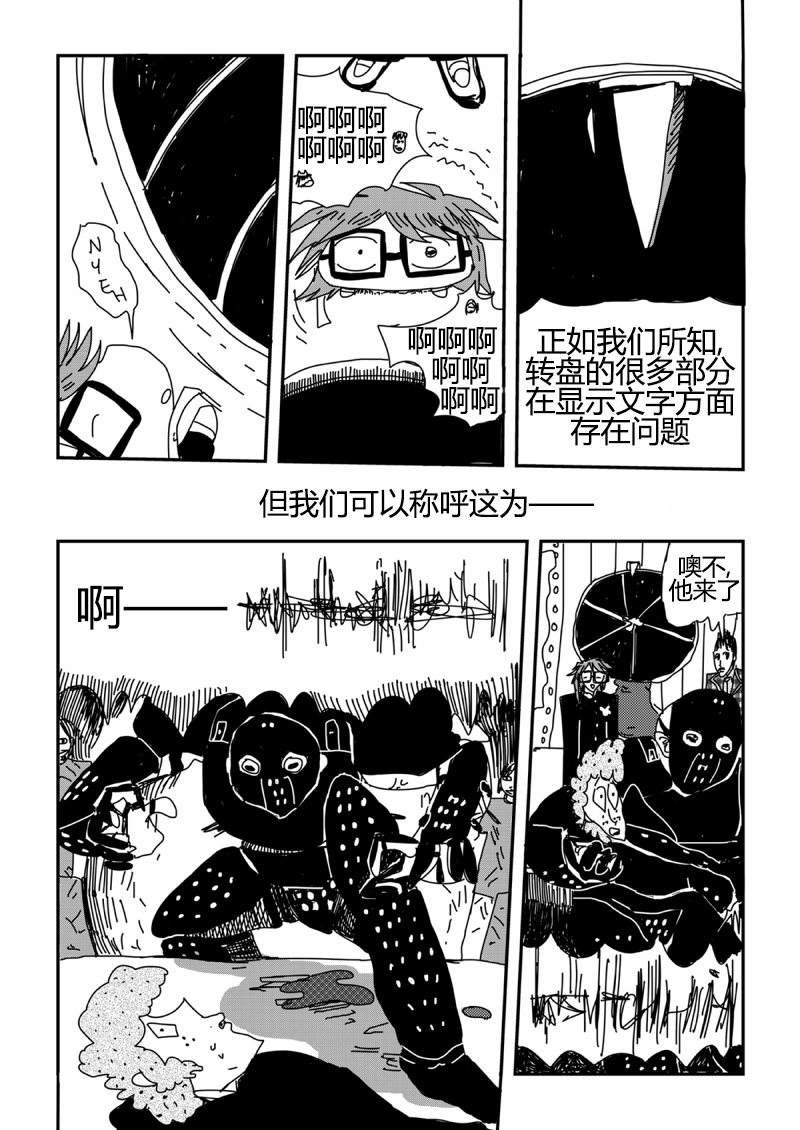 NYEH
啊啊啊
啊啊啊
啊啊啊
啊啊
啊啊
正如我们所知,
转盘的很多部分
在显示文字方面
存在问题
但我们可以称呼这为——
啊——
噢不,
他来了